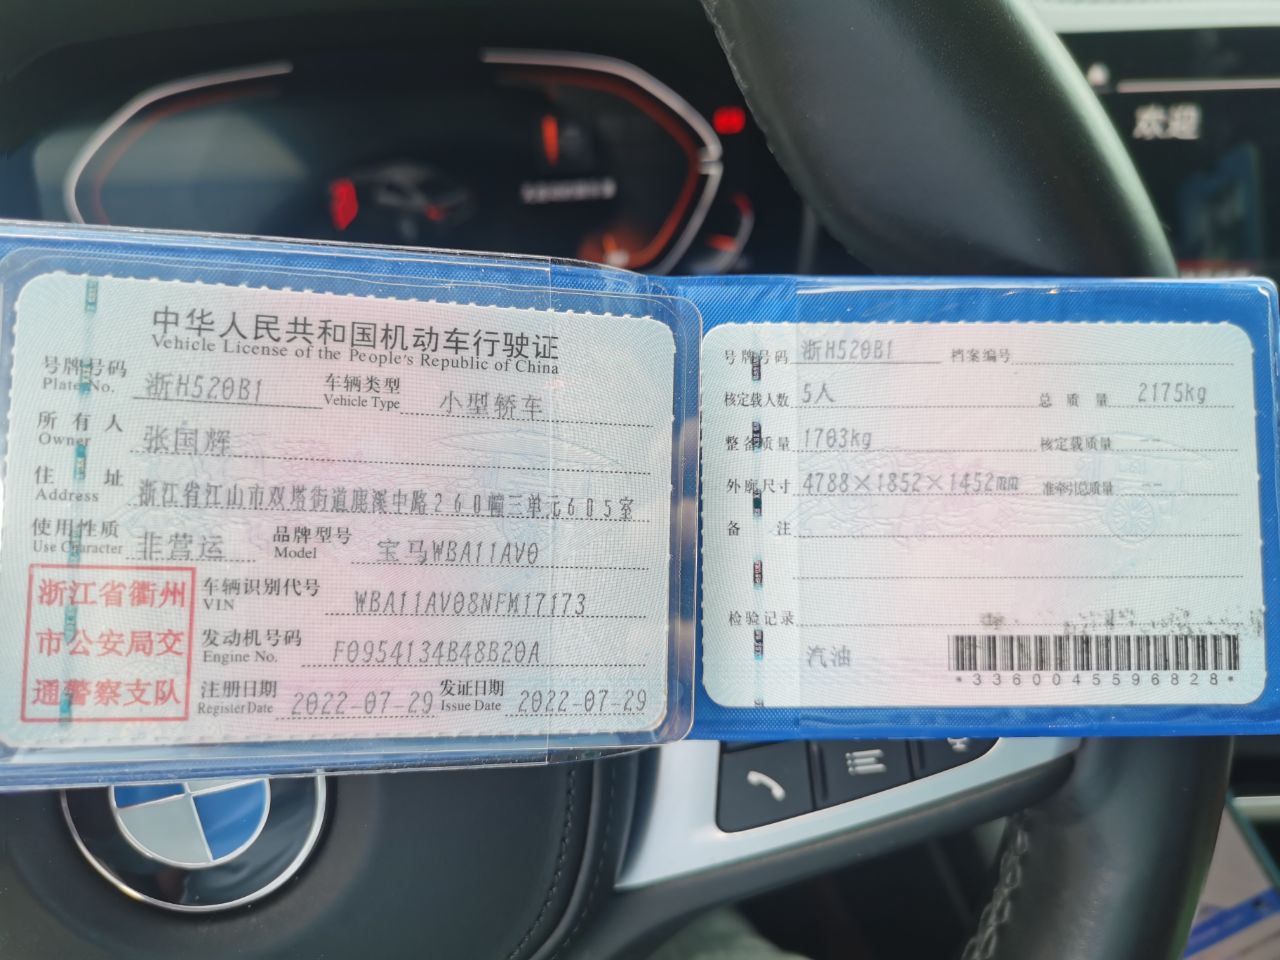 欢迎
中华人民共和国机动车行驶证
Vehicle License of the People's Republic of China
号牌号码 浙H520B1 车辆类型 小型轿车
Plate No. Vehicle Type
所有人 张国辉
Owner
住址 浙江省江山市双塔街道鹿溪中路260幢三单元605室
Address
使用性质 非营运 品牌型号 宝马WBA11AV0
Use Character Model
浙江省衢州
市公安局交
通警察支队
车辆识别代号 WBA11AV08NFM17173
VIN
发动机号码 F0954134B48B20A
Engine No.
注册日期 2022-07-29 发证日期 2022-07-29
Register Date Issue Date
号牌号码 浙H520B1 档案编号
核定载人数 5人 总质量 2175kg
整备质量 1703kg 核定载质量 --
外廓尺寸 4788×1852×1452mm 准牵引总质量 --
备注
检验记录
汽油
*3360045596828*